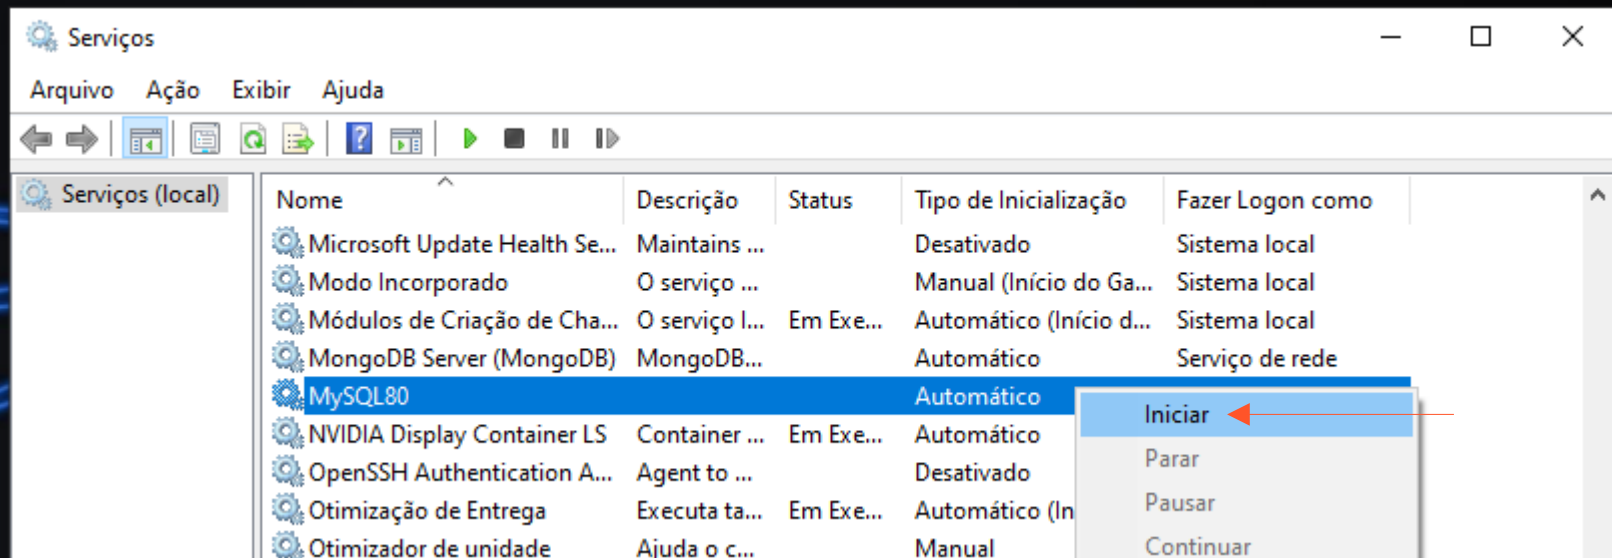 Serviços
Arquivo Ação Exibir Ajuda
Serviços (local)
Nome Descrição Status Tipo de Inicialização Fazer Logon como
Microsoft Update Health Se... Maintains ... Desativado Sistema local
Modo Incorporado O serviço ... Manual (Início do Ga... Sistema local
Módulos de Criação de Cha... O serviço I... Em Exe... Automático (Início d... Sistema local
MongoDB Server (MongoDB) MongoDB... Automático Serviço de rede
MySQL80 Automático
NVIDIA Display Container LS Container ... Em Exe... Automático
OpenSSH Authentication A... Agent to ... Desativado
Otimização de Entrega Executa ta... Em Exe... Automático (In
Otimizador de unidade Ajuda o c... Manual
Iniciar
Parar
Pausar
Continuar